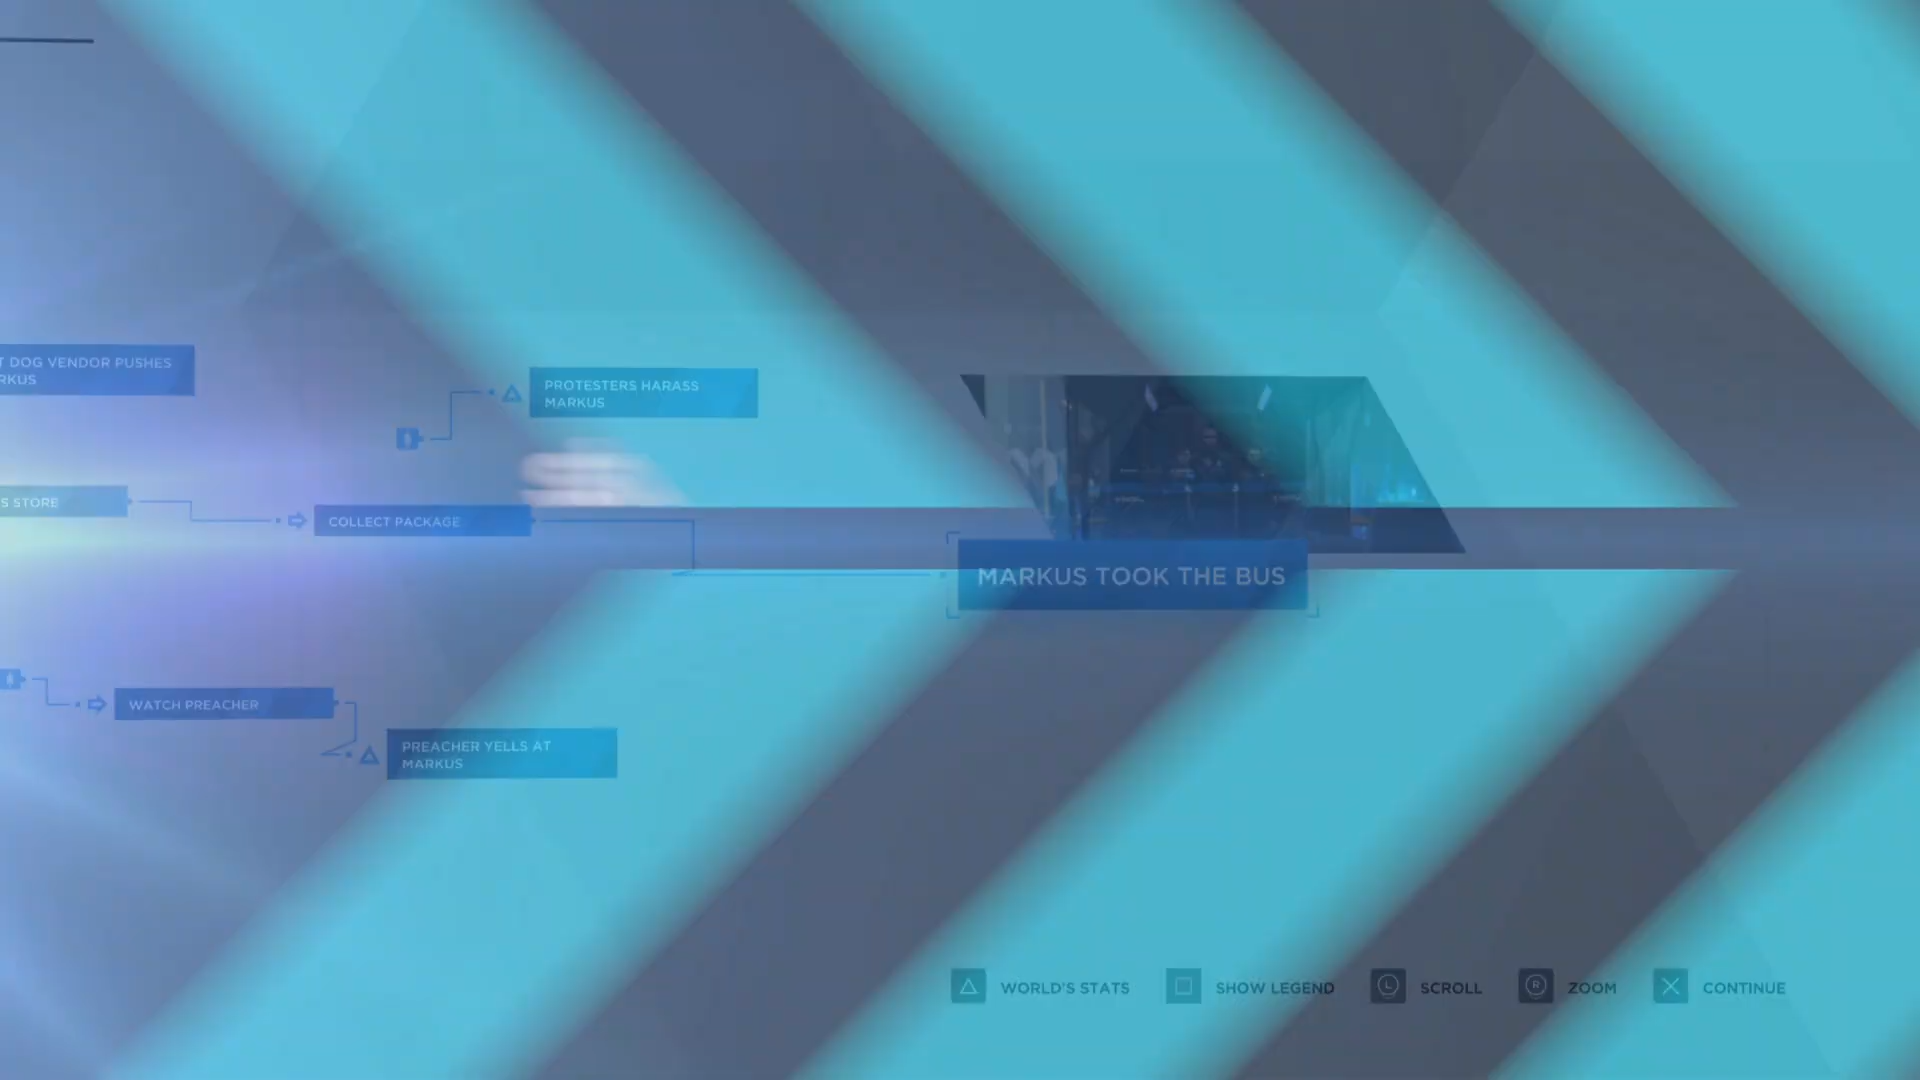 T DOG VENDOR PUSHES
RKUS
PROTESTERS HARASS
MARKUS
S STORE
COLLECT PACKAGE
MARKUS TOOK THE BUS
WATCH PREACHER
PREACHER YELLS AT
MARKUS
WORLD'S STATS
SHOW LEGEND
L
SCROLL
R
ZOOM
CONTINUE